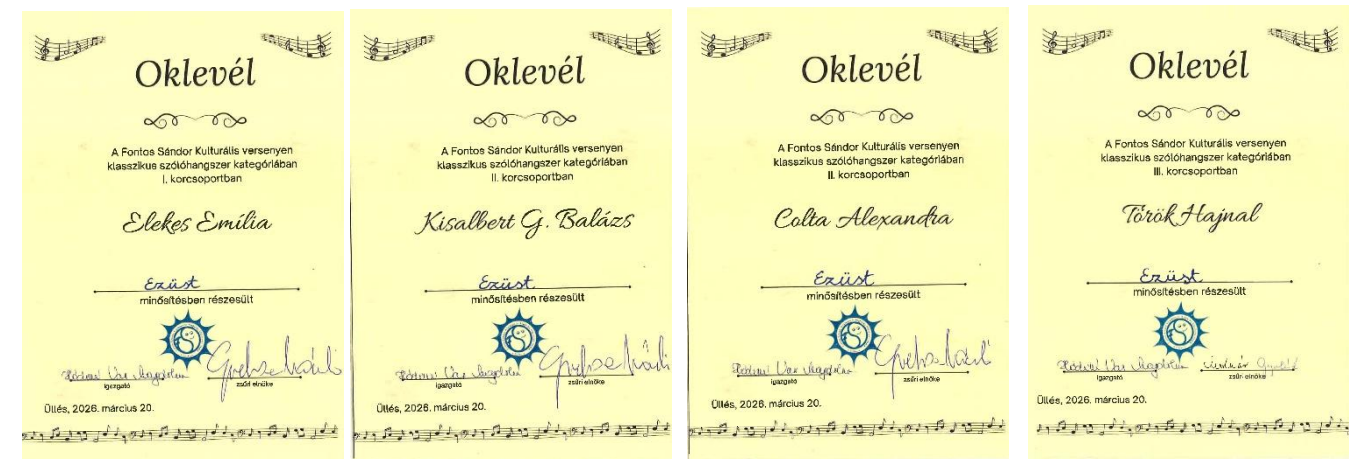 Oklevél
A Fontos Sándor Kulturális versenyen
klasszikus szólóhangszer kategóriában
I. korcsoportban
Elekes Emília
Ezüst
minősítésben részesült
igazgató
zsűri elnöke
Üllés, 2026. március 20.
Oklevél
A Fontos Sándor Kulturális versenyen
klasszikus szólóhangszer kategóriában
II. korcsoportban
Kisalbert G. Balázs
Ezüst
minősítésben részesült
igazgató
zsűri elnöke
Üllés, 2026. március 20.
Oklevél
A Fontos Sándor Kulturális versenyen
klasszikus szólóhangszer kategóriában
II. korcsoportban
Colta Alexandra
Ezüst
minősítésben részesült
igazgató
zsűri elnöke
Üllés, 2026. március 20.
Oklevél
A Fontos Sándor Kulturális versenyen
klasszikus szólóhangszer kategóriában
III. korcsoportban
Török Hajnal
Ezüst
minősítésben részesült
igazgató
zsűri elnöke
Üllés, 2026. március 20.